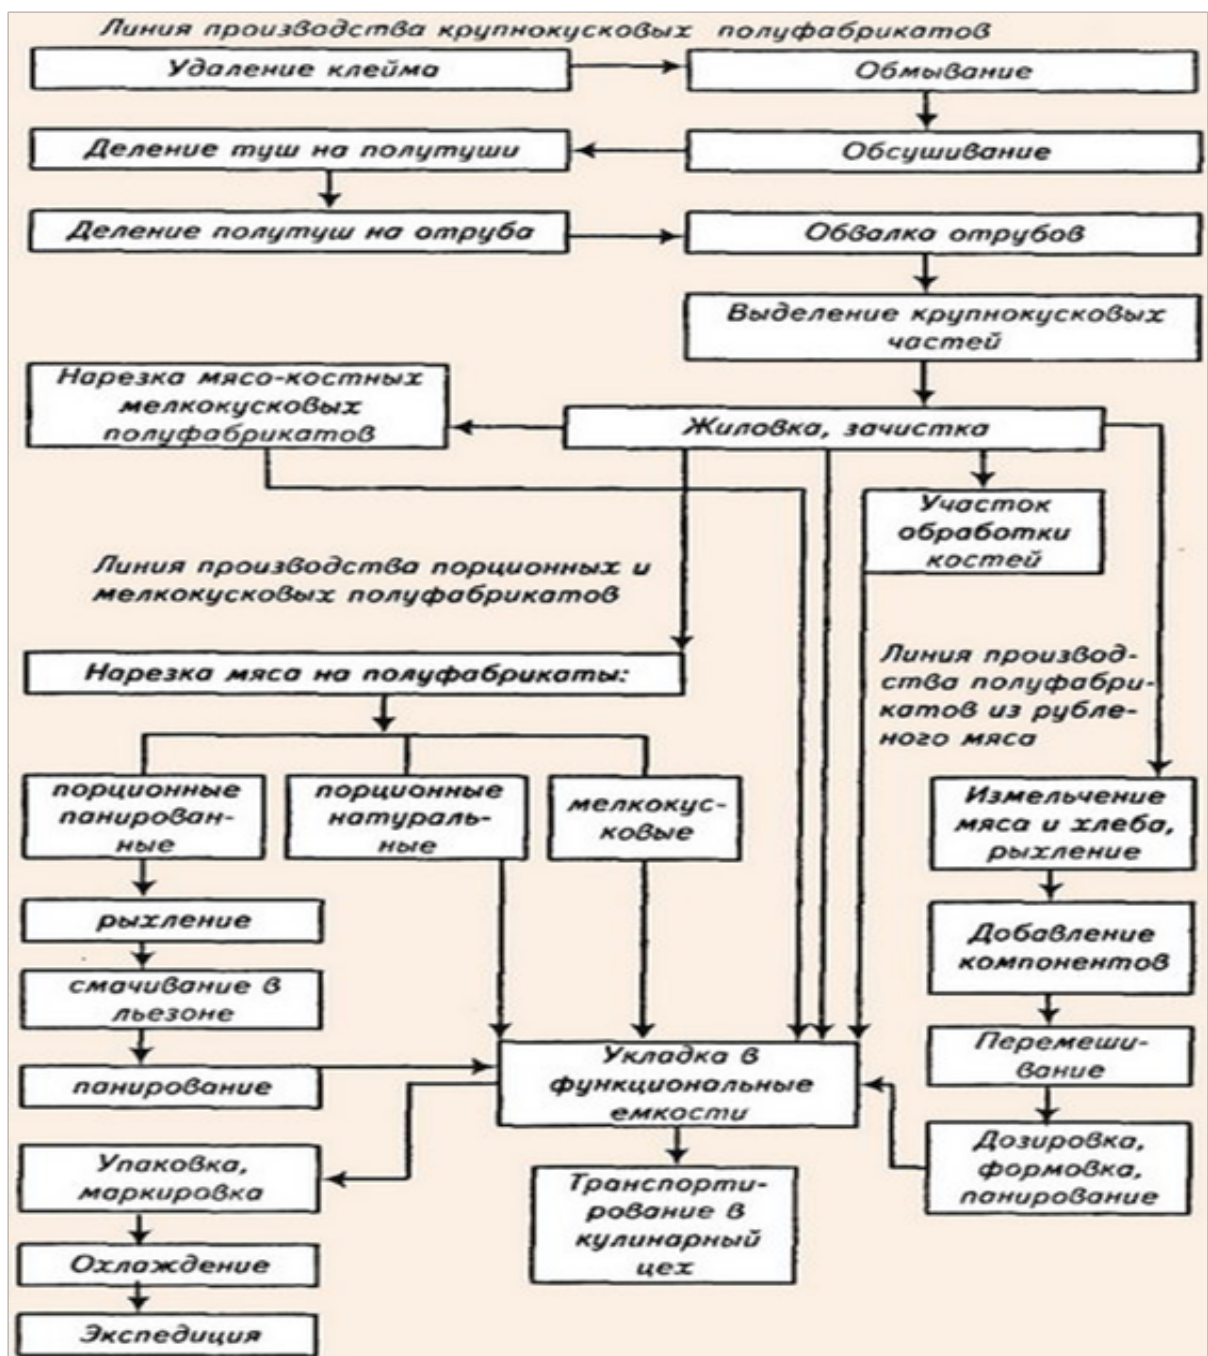 Линия производства крупнокусковых полуфабрикатов
Удаление клейма
Обмывание
Деление туш на полутуши
Обсушивание
Деление полутуш на отруба
Обвалка отрубов
Выделение крупнокусковых
частей
Нарезка мясо-костных
мелкокусковых
полуфабрикатов
Жиловка, зачистка
Участок
обработки
костей
Линия производства порционных и
мелкокусковых полуфабрикатов
Линия производ-
ства полуфабри-
катов из рубле-
ного мяса
Нарезка мяса на полуфабрикаты:
порционные
панирован-
ные
порционные
натураль-
ные
мелкокус-
ковые
Измельчение
мяса и хлеба,
рыхление
рыхление
Добавление
компонентов
смачивание в
льезоне
Перемеши-
вание
панирование
Укладка в
функциональные
емкости
Дозировка,
формовка,
панирование
Упаковка,
маркировка
Транспорти-
рование в
кулинарный
цех
Охлаждение
Экспедиция